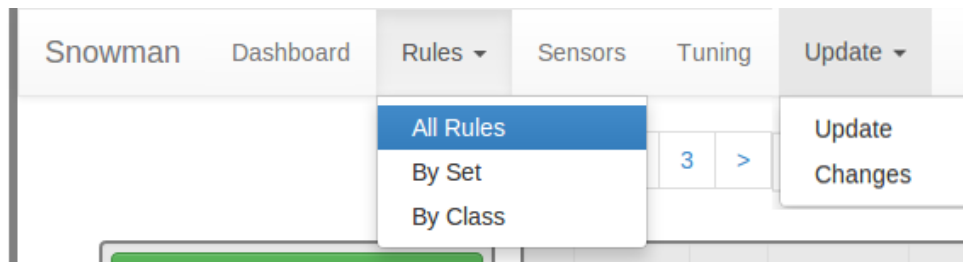 Snowman Dashboard Rules Sensors Tuning Update
All Rules
By Set
By Class
3 >
Update
Changes